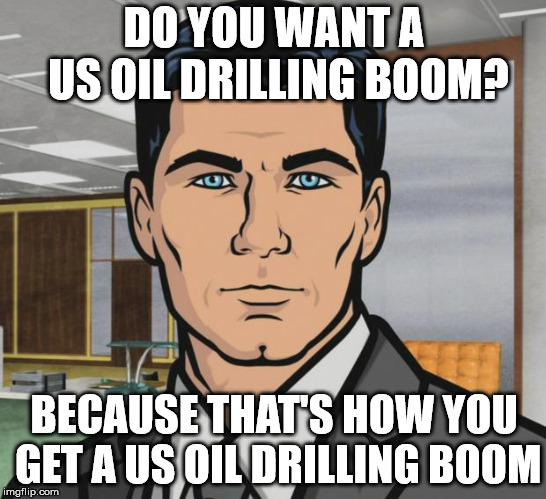 DO YOU WANT A
US OIL DRILLING BOOM?
BECAUSE THAT'S HOW YOU
GET A US OIL DRILLING BOOM
imgflip.com